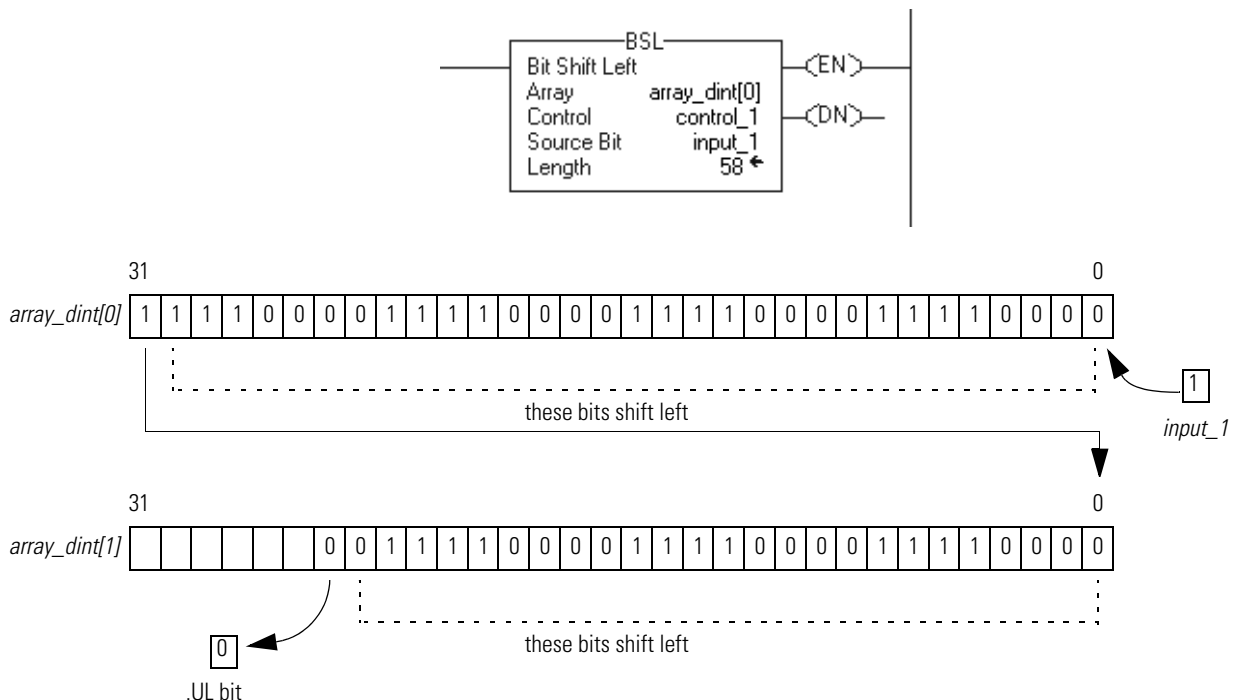 BSL
Bit Shift Left
Array array_dint[0]
Control control_1
Source Bit input_1
Length 58 ←
EN
DN
31 0
array_dint[0] 1 1 1 1 0 0 0 0 1 1 1 1 0 0 0 0 1 1 1 1 0 0 0 0 1 1 1 1 0 0 0 0
1
these bits shift left
input_1
31 0
array_dint[1] 0 0 1 1 1 1 0 0 0 0 1 1 1 1 0 0 0 0 1 1 1 1 0 0 0 0
0
these bits shift left
.UL bit